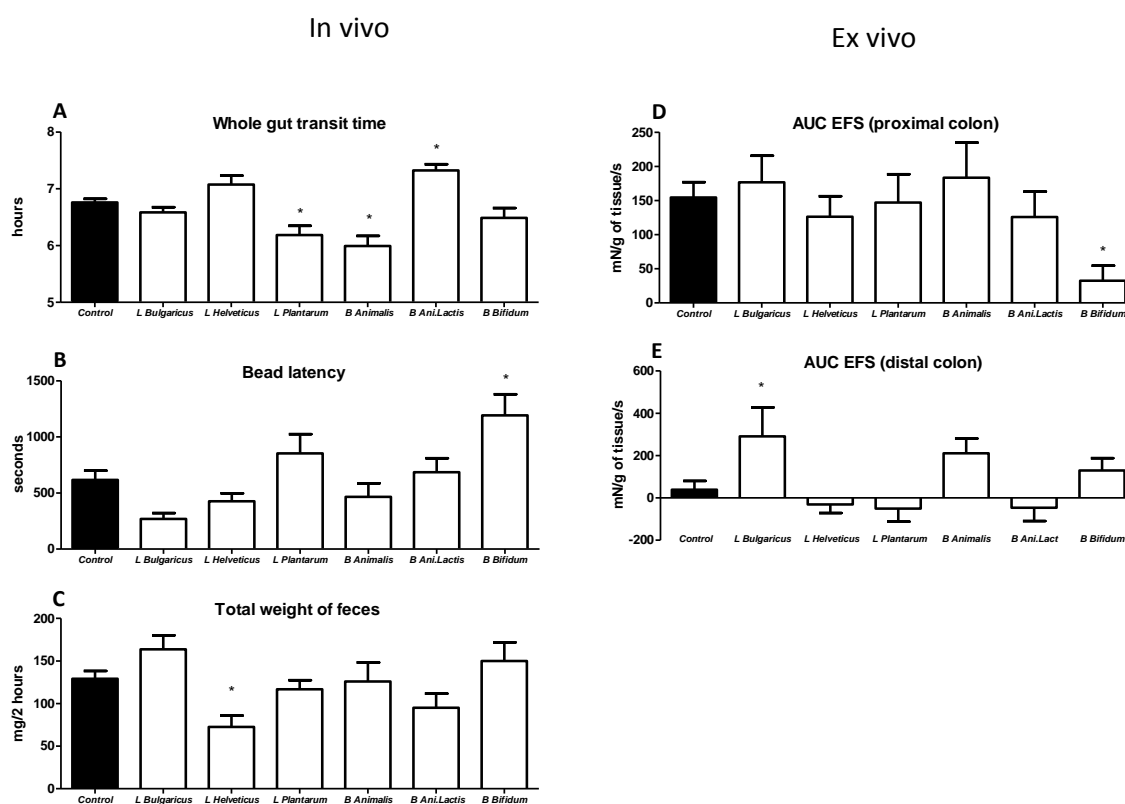 In vivo
Ex vivo
A
Whole gut transit time
hours
8
7
6
5
*
*
*
Control L Bulgaricus L Helveticus L Plantarum B Animalis B Ani.Lactis B Bifidum
B
Bead latency
seconds
1500
1000
500
0
*
Control L Bulgaricus L Helveticus L Plantarum B Animalis B Ani.Lactis B Bifidum
C
Total weight of feces
mg/2 hours
200
150
100
50
0
*
Control L Bulgaricus L Helveticus L Plantarum B Animalis B Ani.Lactis B Bifidum
D
AUC EFS (proximal colon)
mN/g of tissue/s
250
200
150
100
50
0
*
Control L Bulgaricus L Helveticus L Plantarum B Animalis B Ani.Lactis B Bifidum
E
AUC EFS (distal colon)
mN/g of tissue/s
600
400
200
0
-200
*
Control L Bulgaricus L Helveticus L Plantarum B Animalis B Ani.Lact B Bifidum